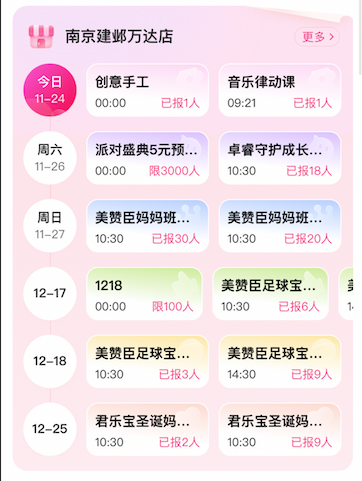 南京建邺万达店
更多
今日
11-24
创意手工
00:00
已报1人
音乐律动课
09:21
已报1人
周六
11-26
派对盛典5元预...
00:00
限3000人
卓睿守护成长...
10:30
已报18人
周日
11-27
美赞臣妈妈班...
10:30
已报30人
美赞臣妈妈班...
10:30
已报20人
12-17
1218
00:00
限100人
美赞臣足球宝...
10:30
已报6人
12-18
美赞臣足球宝...
10:30
已报3人
美赞臣足球宝...
14:30
已报9人
12-25
君乐宝圣诞妈...
10:30
已报2人
君乐宝圣诞妈...
10:30
已报9人